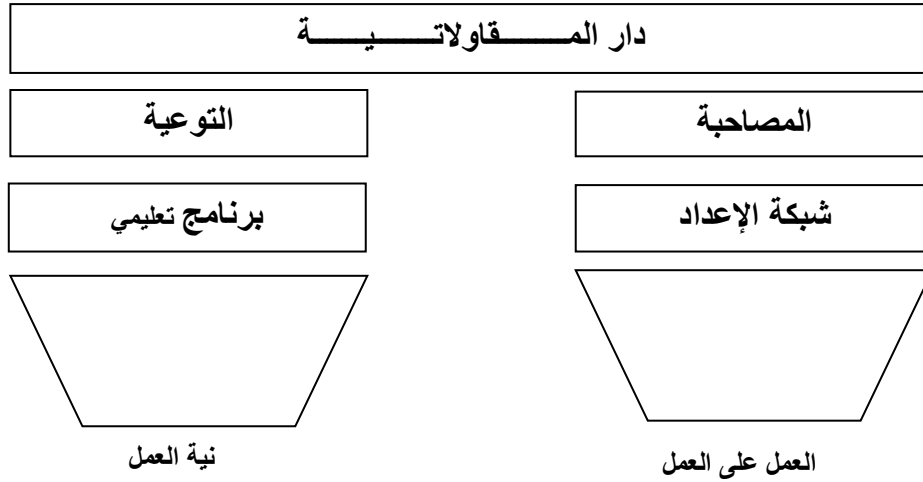 دار المـــــقاولاتـــــيـــــة
المصاحبة
التوعية
شبكة الإعداد
برنامج تعليمي
العمل على العمل
نية العمل